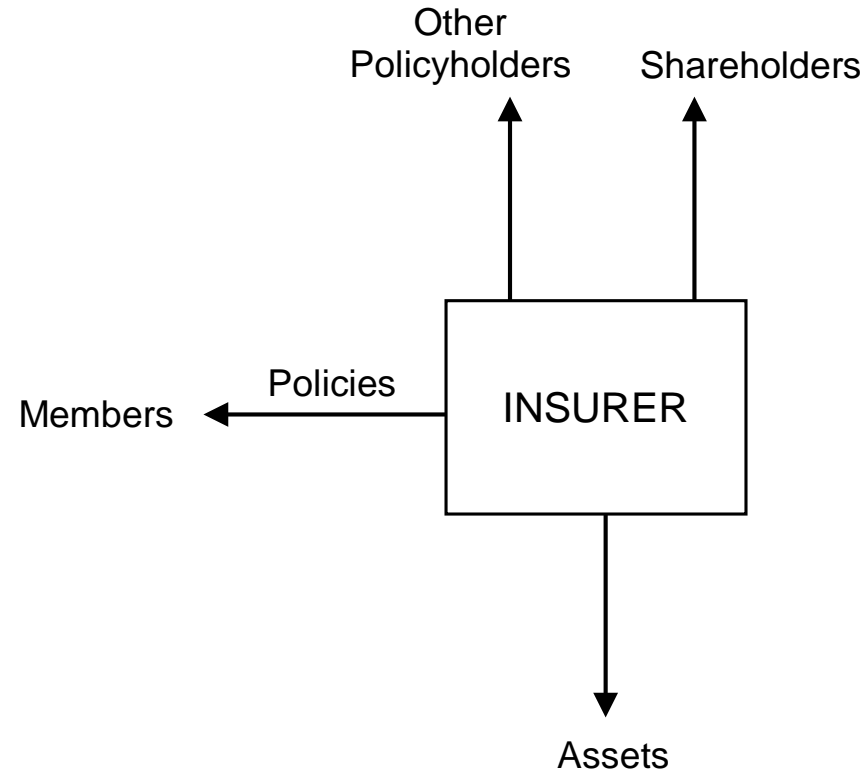 Other
Policyholders
Shareholders
Policies
Members
INSURER
Assets